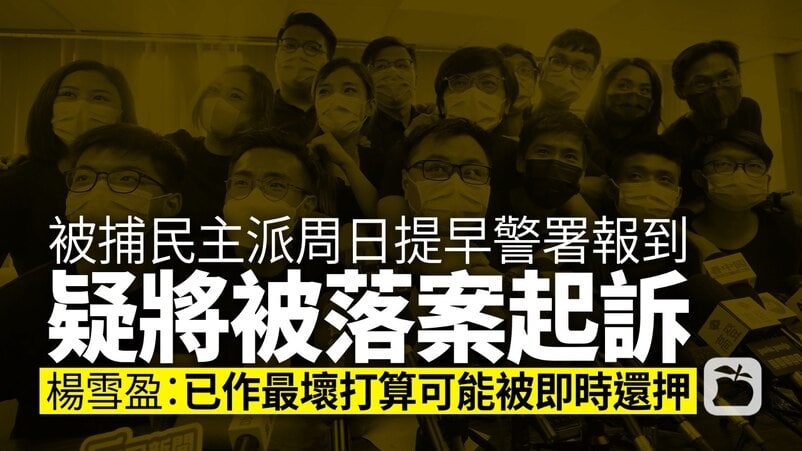 被捕民主派周日提早警署報到
疑將被落案起訴
楊雪盈：已作最壞打算可能被即時還押